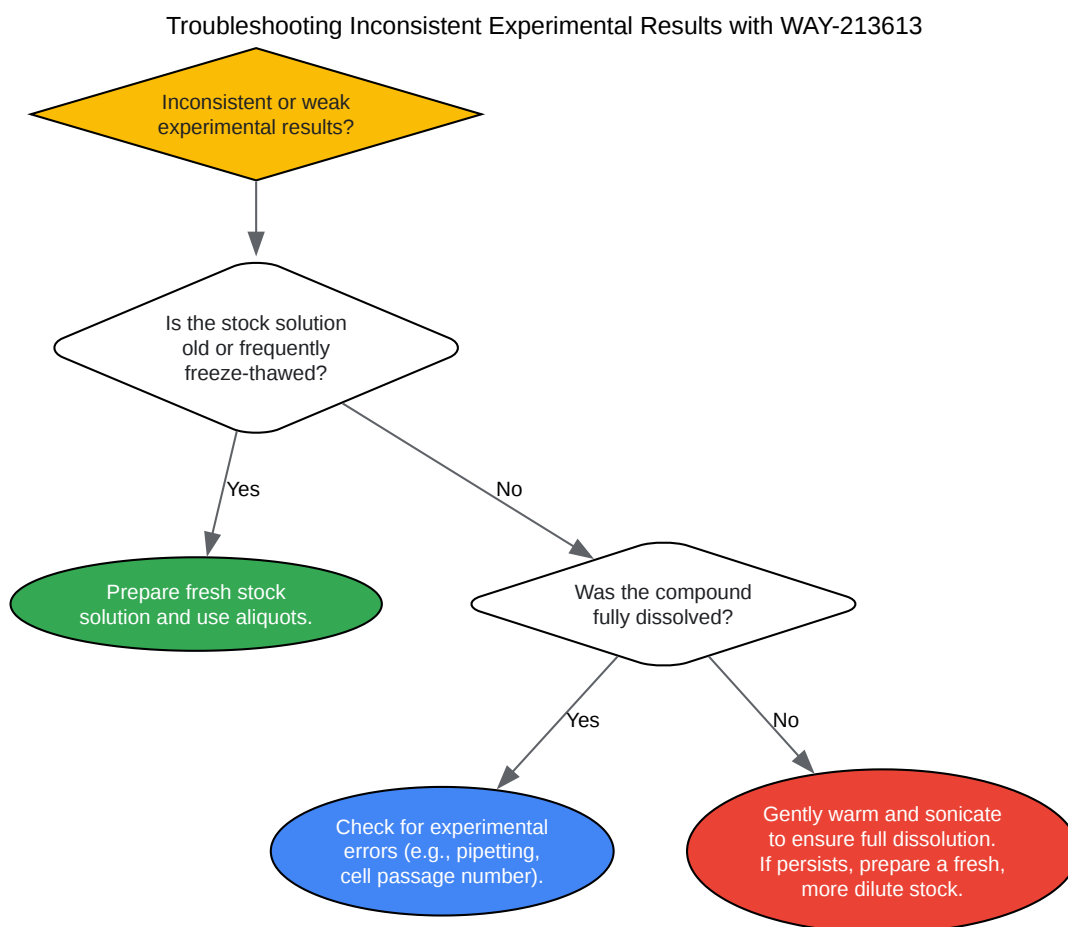 Troubleshooting Inconsistent Experimental Results with WAY-213613
Inconsistent or weak
experimental results?
Is the stock solution
old or frequently
freeze-thawed?
Yes
No
Prepare fresh stock
solution and use aliquots.
Was the compound
fully dissolved?
Yes
No
Check for experimental
errors (e.g., pipetting,
cell passage number).
Gently warm and sonicate
to ensure full dissolution.
If persists, prepare a fresh,
more dilute stock.